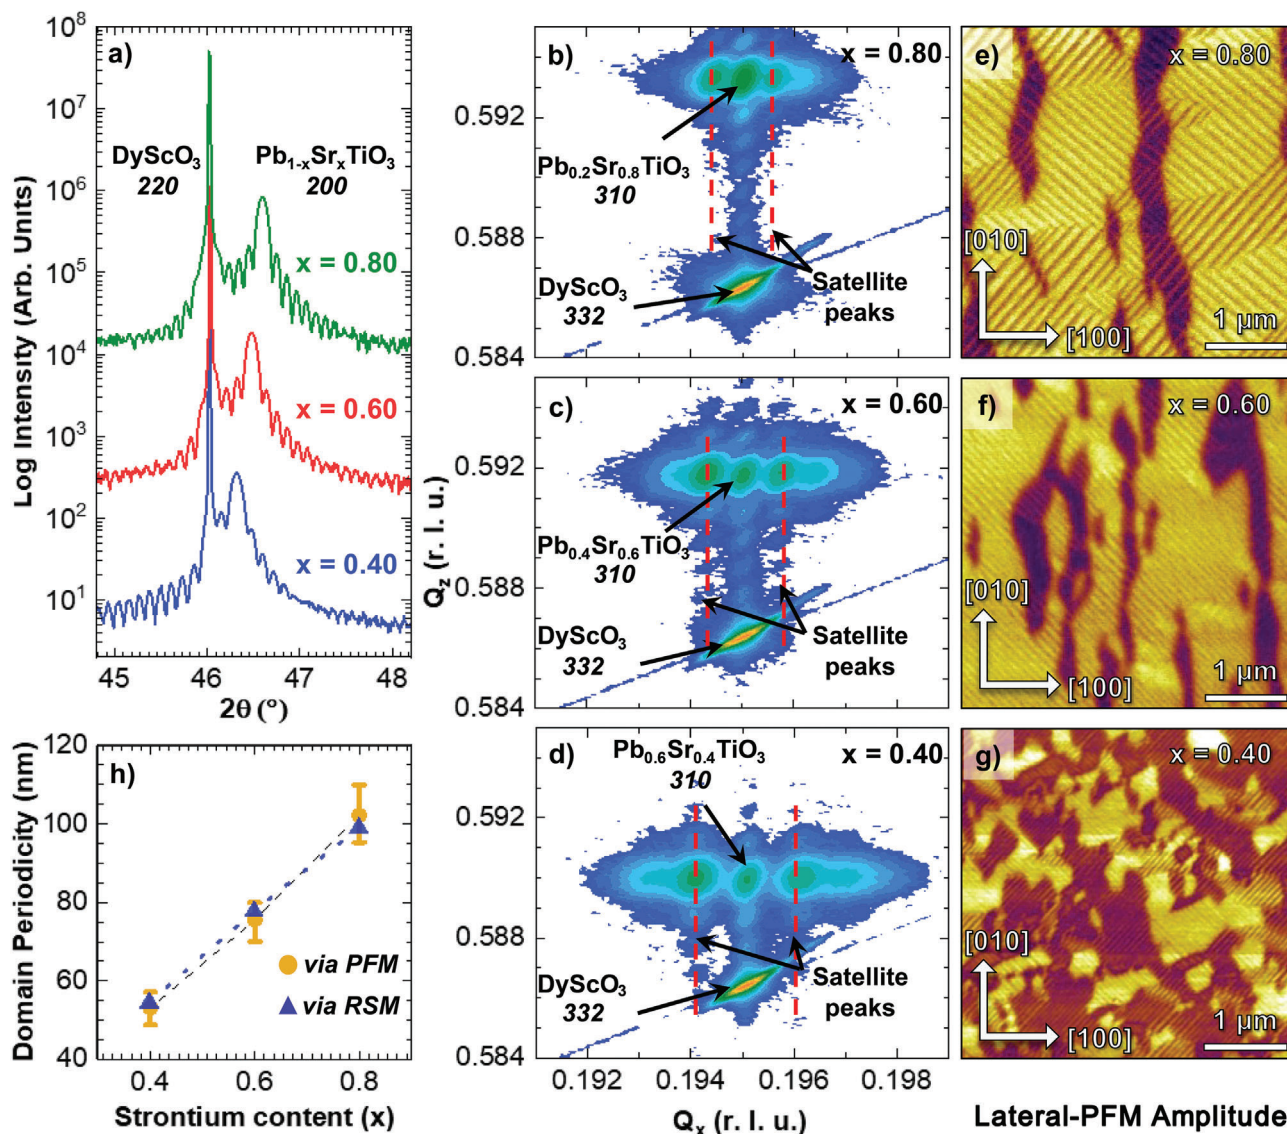 a)
10⁸
10⁷
10⁶
10⁵
10⁴
10³
10²
10¹
Log Intensity (Arb. Units)
DyScO₃
220
Pb₁₋ₓSrₓTiO₃
200
x = 0.80
x = 0.60
x = 0.40
45 46 47 48
2θ (°)
b)
x = 0.80
0.592
0.588
0.584
Pb₀.₂Sr₀.₈TiO₃
310
DyScO₃
332
Satellite
peaks
c)
x = 0.60
0.592
0.588
0.584
Pb₀.₄Sr₀.₆TiO₃
310
DyScO₃
332
Satellite
peaks
Q_z (r. l. u.)
d)
x = 0.40
Pb₀.₆Sr₀.₄TiO₃
310
0.592
0.588
0.584
DyScO₃
332
Satellite
peaks
0.192 0.194 0.196 0.198
Qₓ (r. l. u.)
e)
x = 0.80
[010]
[100]
1 µm
f)
x = 0.60
[010]
[100]
1 µm
g)
x = 0.40
[010]
[100]
1 µm
Lateral-PFM Amplitude
h)
120
100
80
60
40
Domain Periodicity (nm)
via PFM
via RSM
0.4 0.6 0.8
Strontium content (x)